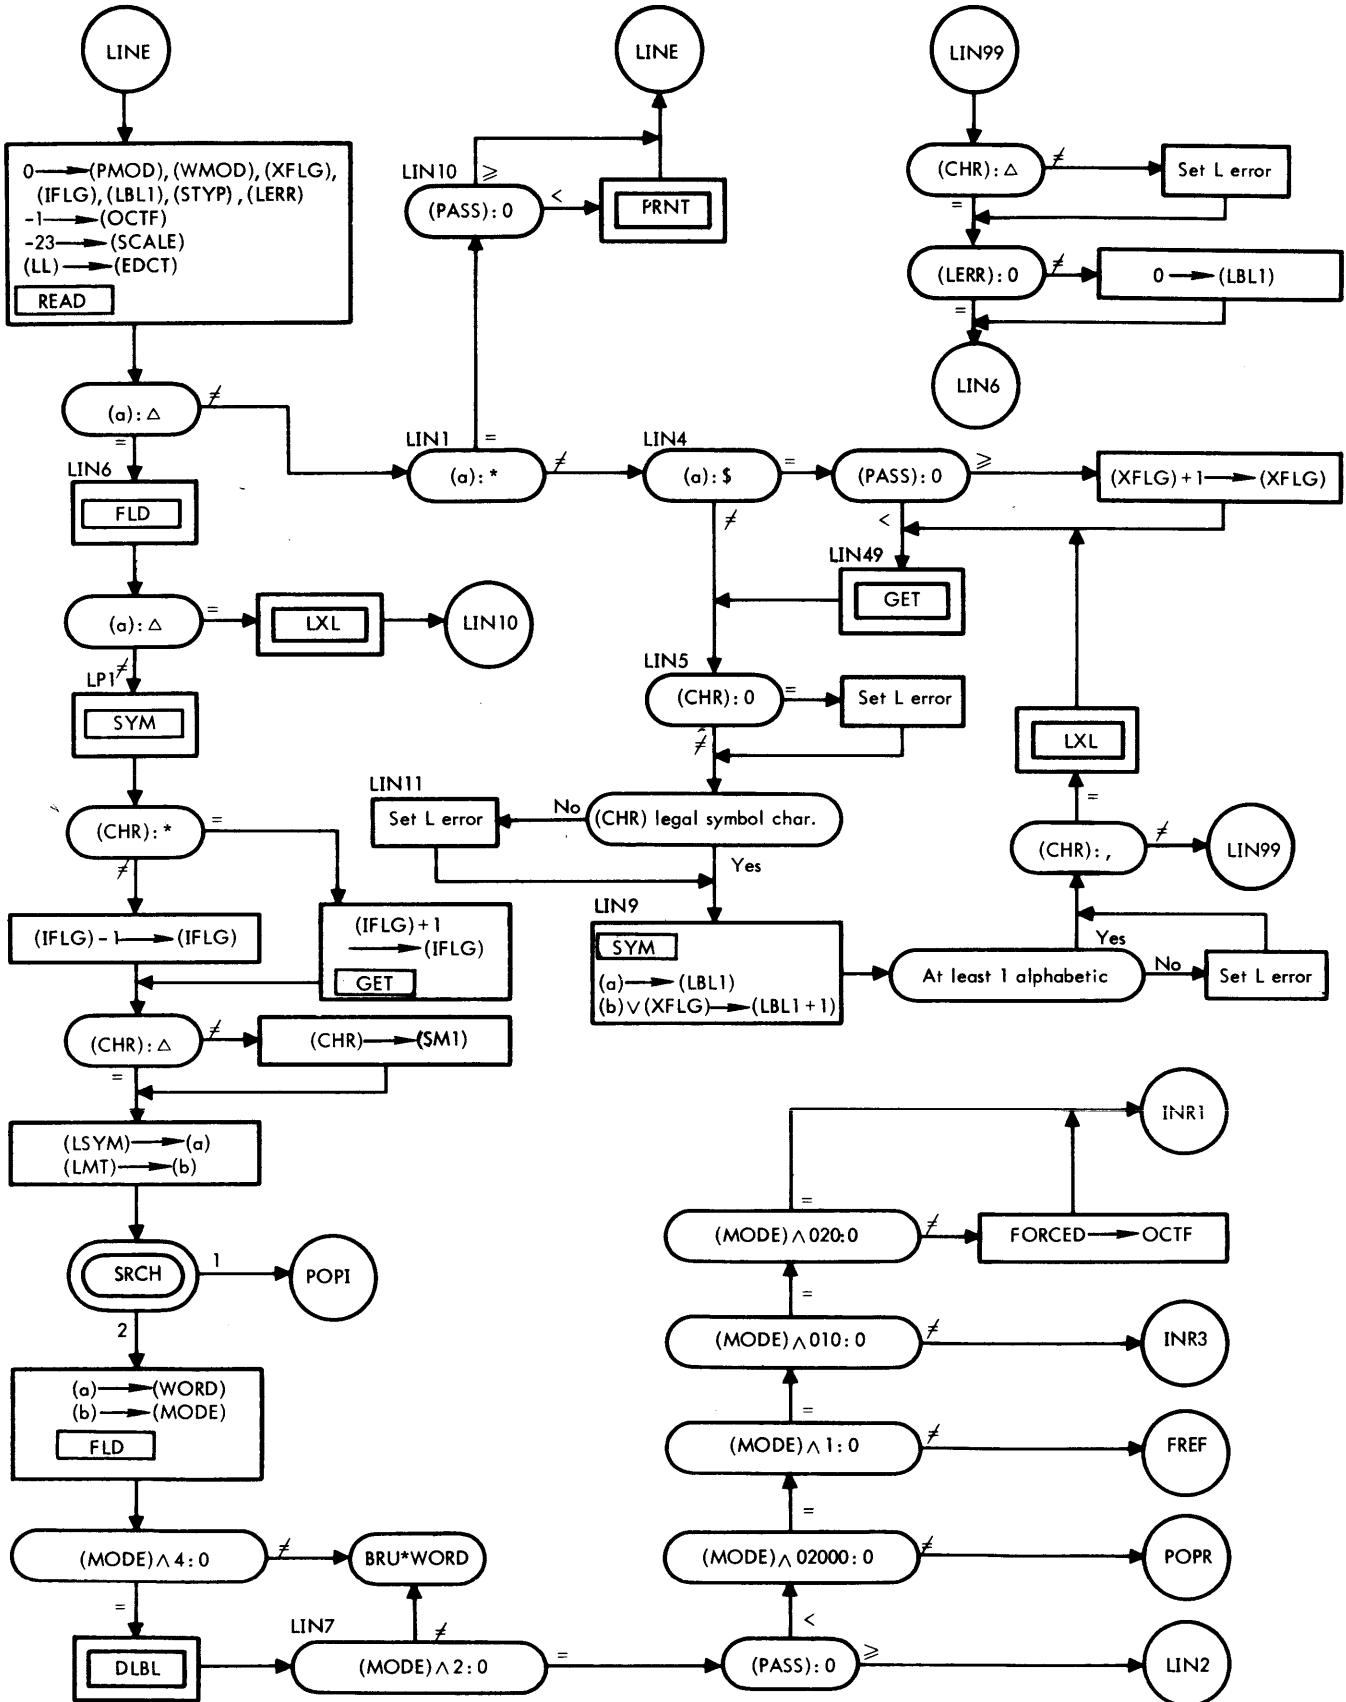 LINE
LINE
LIN99
0⟶(PMOD), (WMOD), (XFLG),
(IFLG), (LBL1), (STYP), (LERR)
-1⟶(OCTF)
-23⟶(SCALE)
(LL)⟶(EDCT)
READ
LIN10
≥
(PASS): 0
<
PRNT
(CHR): △
≠
Set L error
=
(LERR): 0
≠
0⟶(LBL1)
=
LIN6
(a): △
≠
=
LIN1
=
(a): *
≠
LIN4
(a): $
=
≠
(PASS): 0
≥
<
(XFLG)+1⟶(XFLG)
LIN6
FLD
LIN49
GET
(a): △
=
≠
LXL
LIN10
LP1
SYM
LIN5
(CHR): 0
=
Set L error
≠
LXL
=
LIN11
Set L error
No
(CHR) legal symbol char.
Yes
(CHR): ,
≠
LIN99
(CHR): *
=
≠
(IFLG)-1⟶(IFLG)
(IFLG)+1
⟶(IFLG)
GET
LIN9
SYM
(a)⟶(LBL1)
(b)∨(XFLG)⟶(LBL1+1)
Yes
At least 1 alphabetic
No
Set L error
(CHR): △
≠
(CHR)⟶(SM1)
=
(LSYM)⟶(a)
(LMT)⟶(b)
SRCH
1
POPI
2
(a)⟶(WORD)
(b)⟶(MODE)
FLD
(MODE)∧4:0
≠
BRU*WORD
=
DLBL
LIN7
≠
(MODE)∧2:0
=
INR1
=
(MODE)∧020:0
≠
FORCED⟶OCTF
=
(MODE)∧010: 0
≠
INR3
=
(MODE)∧1:0
≠
FREF
=
(MODE)∧02000: 0
≠
POPR
<
(PASS): 0
≥
LIN2